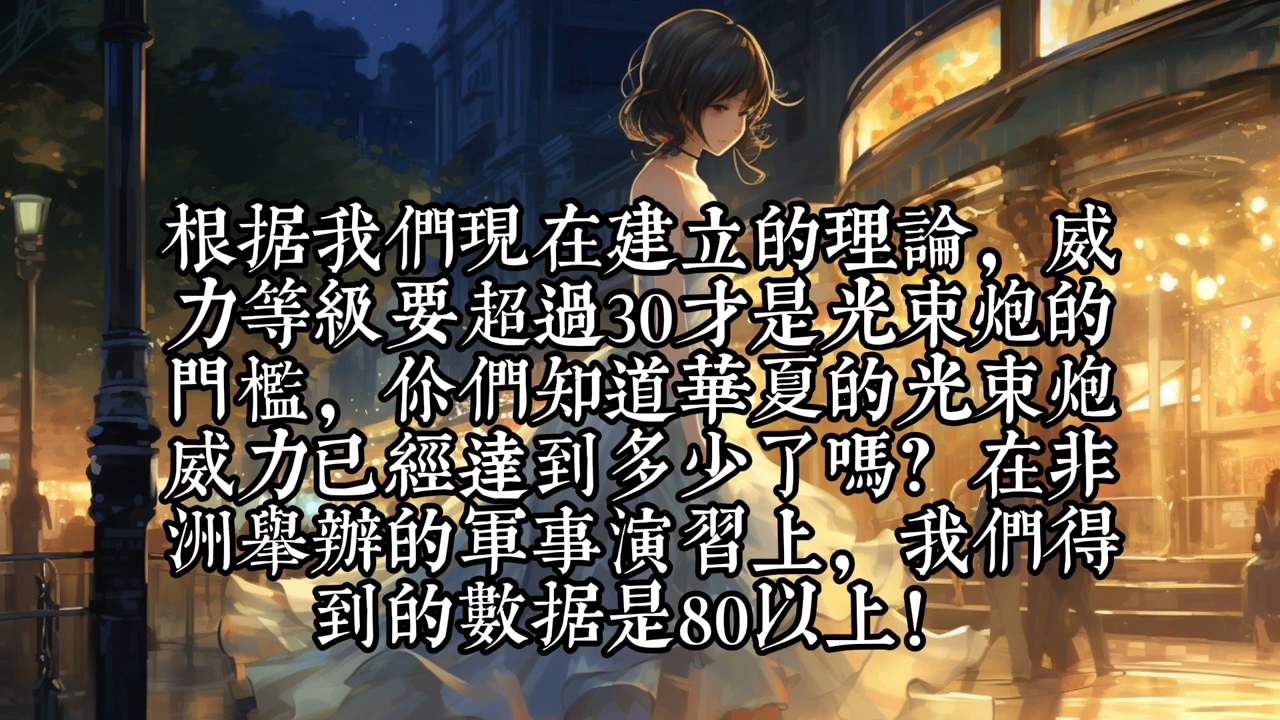 根据我們現在建立的理論，威
力等級要超過30才是光束炮的
門檻，你們知道華夏的光束炮
威力已經達到多少了嗎？在非
洲舉辦的軍事演習上，我們得
到的數据是80以上！